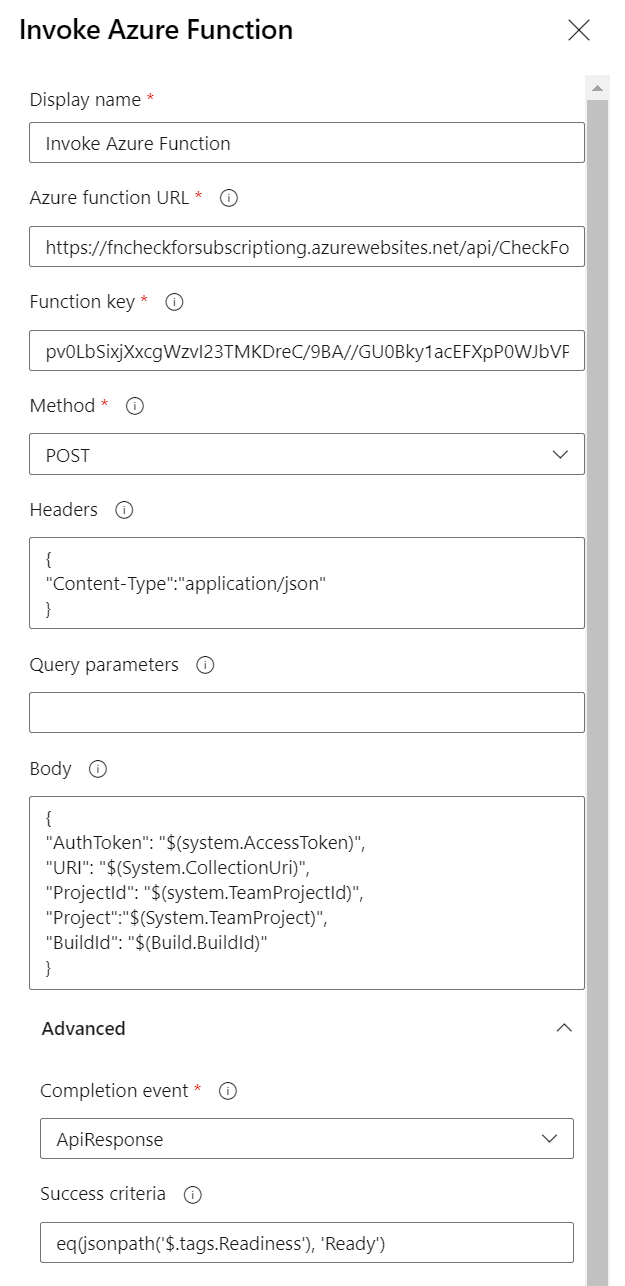 Invoke Azure Function
Display name *
Invoke Azure Function
Azure function URL *
https://fncheckforsubscriptiong.azurewebsites.net/api/CheckFo
Function key *
pv0LbSixjXxcgWzvI23TMKDreC/9BA//GU0Bky1acEFXpP0WJbVF
Method *
POST
Headers
{
"Content-Type":"application/json"
}
Query parameters
Body
{
"AuthToken": "$(system.AccessToken)",
"URI": "$(System.CollectionUri)",
"ProjectId": "$(system.TeamProjectId)",
"Project":"$(System.TeamProject)",
"BuildId": "$(Build.BuildId)"
}
Advanced
Completion event *
ApiResponse
Success criteria
eq(jsonpath('$.tags.Readiness'), 'Ready')